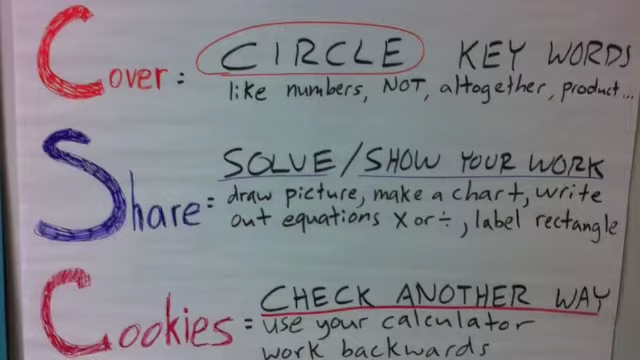 Cover: CIRCLE KEY WORDS
like numbers, NOT, altogether, product...
SOLVE/SHOW YOUR WORK
Share= draw picture, make a chart, write
out equations X or ÷, label rectangle
CHECK ANOTHER WAY
Cookies = use your calculator
work backwards